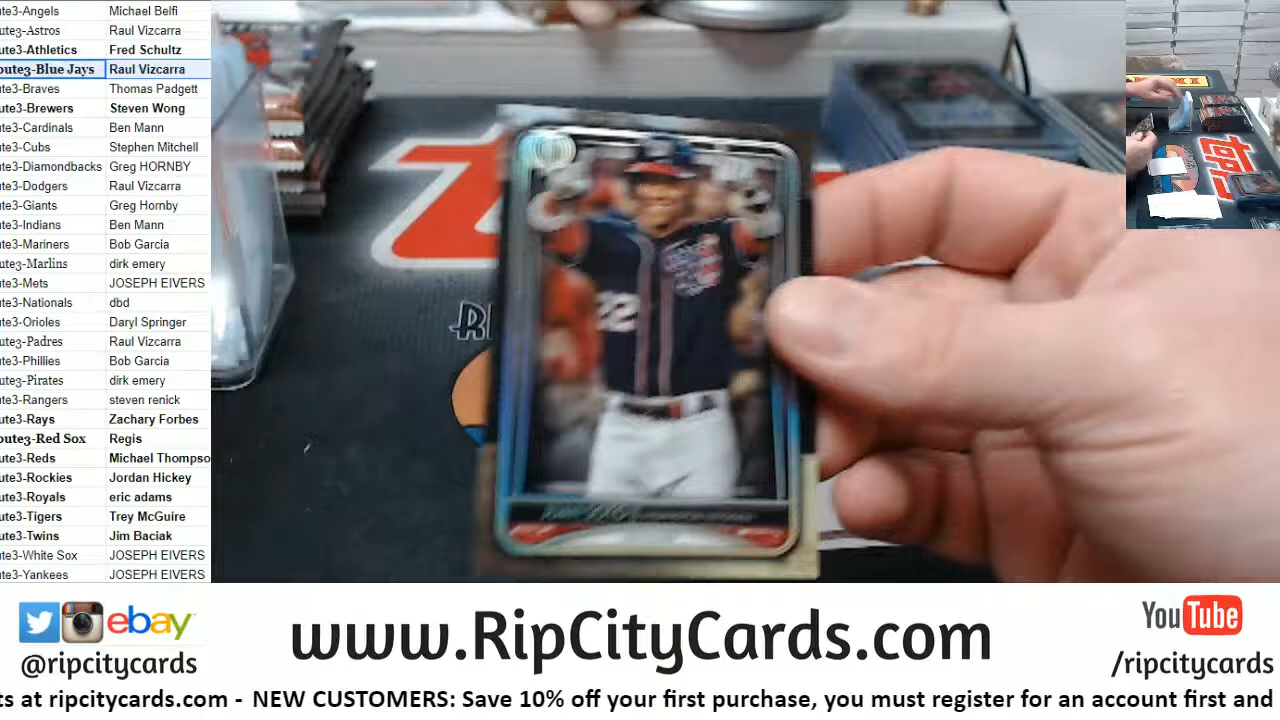 ute3-Angels Michael Belfi
ute3-Astros Raul Vizcarra
ute3-Athletics Fred Schultz
oute3-Blue Jays Raul Vizcarra
ute3-Braves Thomas Padgett
ute3-Brewers Steven Wong
ute3-Cardinals Ben Mann
ute3-Cubs Stephen Mitchell
ute3-Diamondbacks Greg HORNBY
ute3-Dodgers Raul Vizcarra
ute3-Giants Greg Hornby
ute3-Indians Ben Mann
ute3-Mariners Bob Garcia
ute3-Marlins dirk emery
ute3-Mets JOSEPH EIVERS
ute3-Nationals dbd
ute3-Orioles Daryl Springer
ute3-Padres Raul Vizcarra
ute3-Phillies Bob Garcia
ute3-Pirates dirk emery
ute3-Rangers steven renick
ute3-Rays Zachary Forbes
oute3-Red Sox Regis
ute3-Reds Michael Thompso
ute3-Rockies Jordan Hickey
ute3-Royals eric adams
ute3-Tigers Trey McGuire
ute3-Twins Jim Baciak
ute3-White Sox JOSEPH EIVERS
ute3-Yankees JOSEPH EIVERS
22
ebay
@ripcitycards
www.RipCityCards.com
YouTube
/ripcitycards
ts at ripcitycards.com - NEW CUSTOMERS: Save 10% off your first purchase, you must register for an account first and